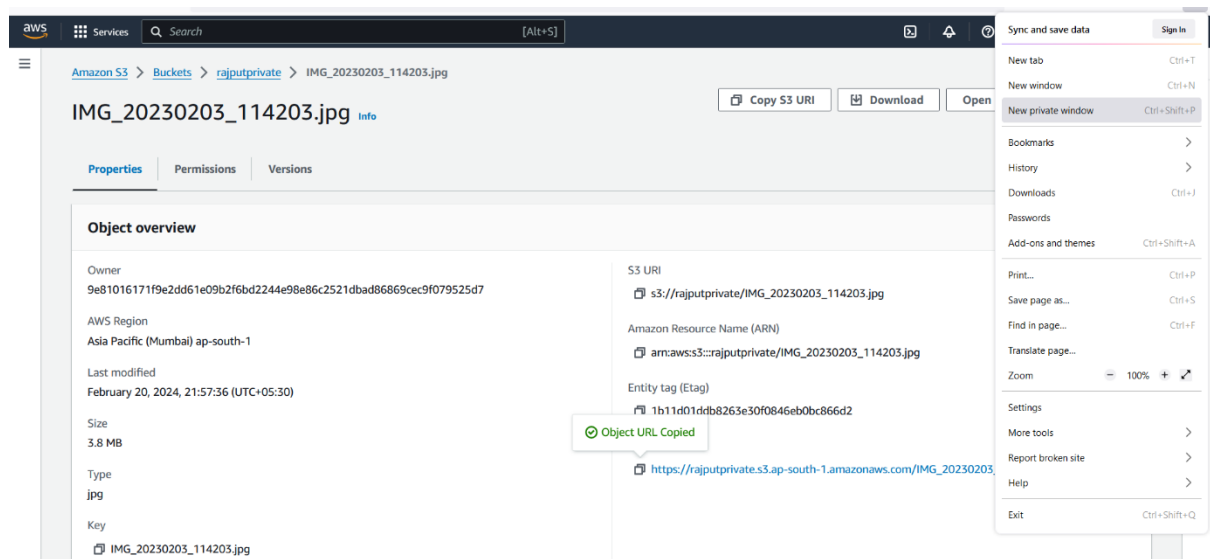 aws Services Search [Alt+S]
Amazon S3 > Buckets > rajputprivate > IMG_20230203_114203.jpg
IMG_20230203_114203.jpg Info
Copy S3 URI Download Open
Properties Permissions Versions
Object overview
Owner
9e81016171f9e2dd61e09b2f6bd2244e98e86c2521dbad86869cec9f079525d7
AWS Region
Asia Pacific (Mumbai) ap-south-1
Last modified
February 20, 2024, 21:57:36 (UTC+05:30)
Size
3.8 MB
Type
jpg
Key
IMG_20230203_114203.jpg
S3 URI
s3://rajputprivate/IMG_20230203_114203.jpg
Amazon Resource Name (ARN)
arn:aws:s3:::rajputprivate/IMG_20230203_114203.jpg
Entity tag (Etag)
1b11d01ddb8263e30f0846eb0bc866d2
Object URL Copied
https://rajputprivate.s3.ap-south-1.amazonaws.com/IMG_20230203_
Sync and save data Sign In
New tab Ctrl+T
New window Ctrl+N
New private window Ctrl+Shift+P
Bookmarks
History
Downloads Ctrl+J
Passwords
Add-ons and themes Ctrl+Shift+A
Print... Ctrl+P
Save page as... Ctrl+S
Find in page... Ctrl+F
Translate page...
Zoom − 100% +
Settings
More tools
Report broken site
Help
Exit Ctrl+Shift+Q